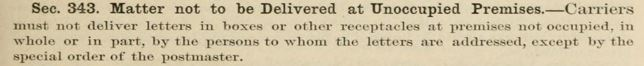 Sec. 343. Matter not to be Delivered at Unoccupied Premises.—Carriers
must not deliver letters in boxes or other receptacles at premises not occupied, in
whole or in part, by the persons to whom the letters are addressed, except by the
special order of the postmaster.